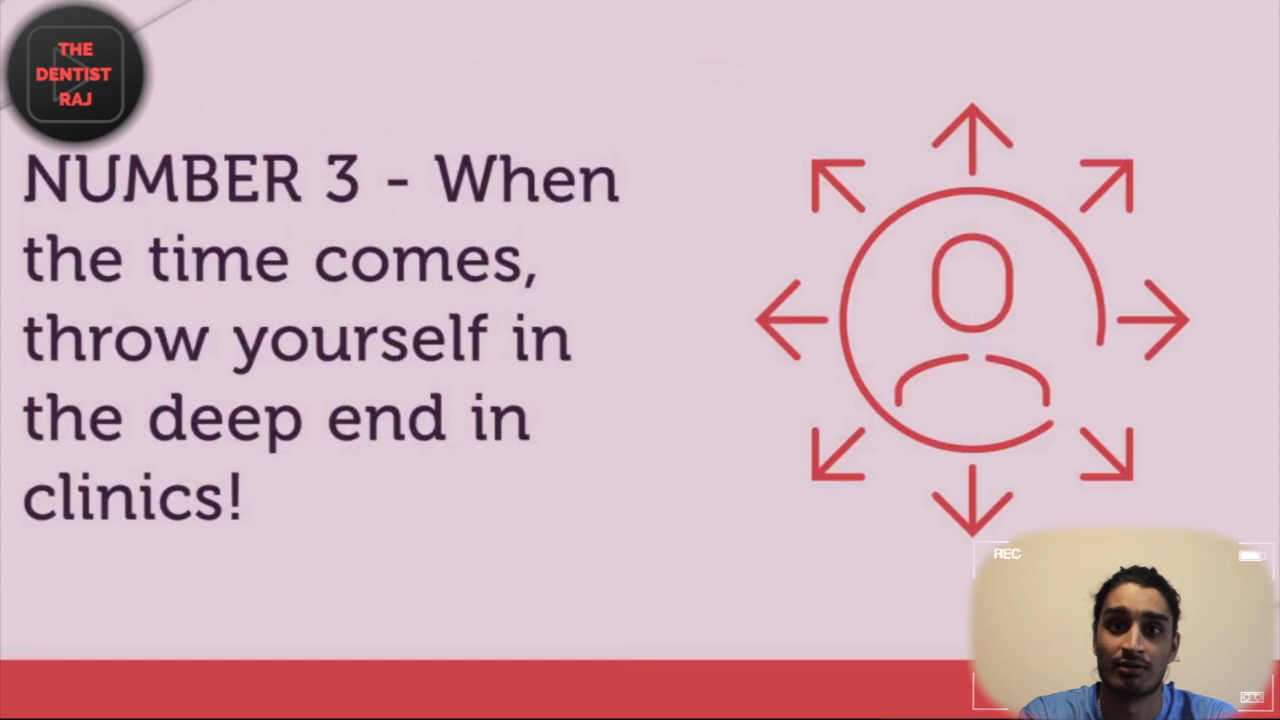 THE
DENTIST
RAJ
NUMBER 3 - When
the time comes,
throw yourself in
the deep end in
clinics!
REC